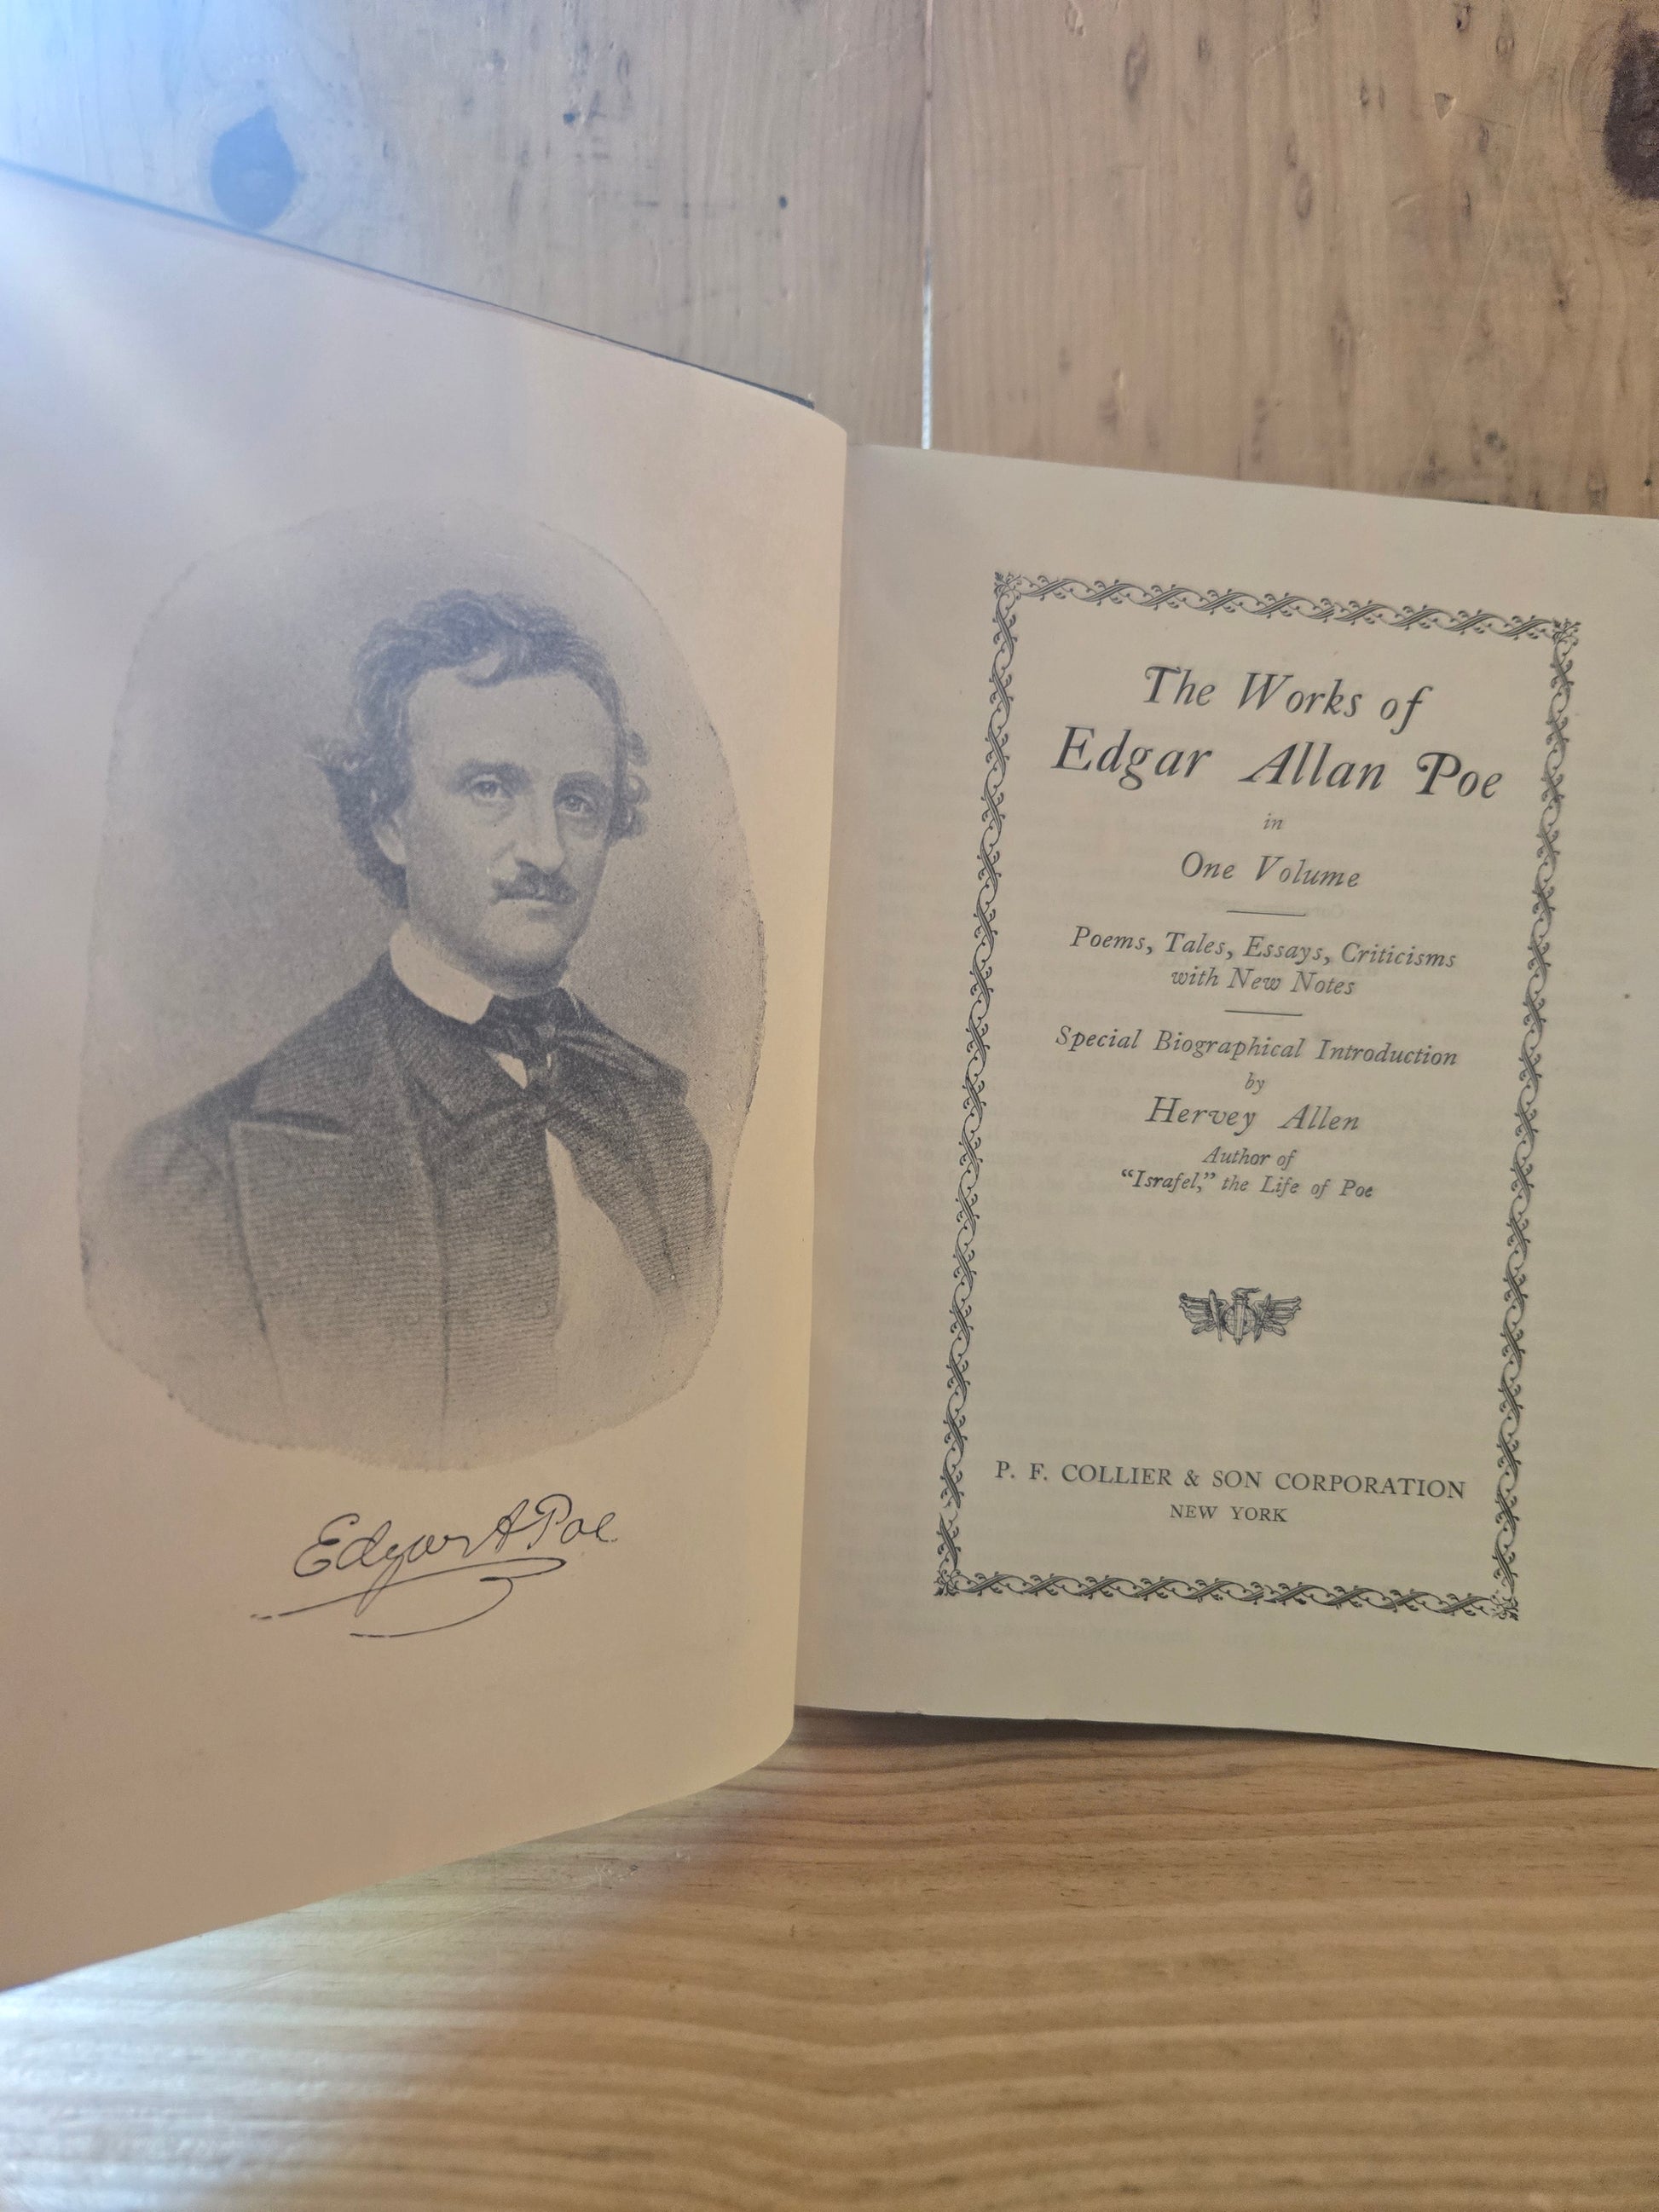 Edgar A Poe
The Works of
Edgar Allan Poe
in
One Volume
Poems, Tales, Essays, Criticisms
with New Notes
Special Biographical Introduction
by
Hervey Allen
Author of
“Israfel,” the Life of Poe
P. F. COLLIER & SON CORPORATION
NEW YORK